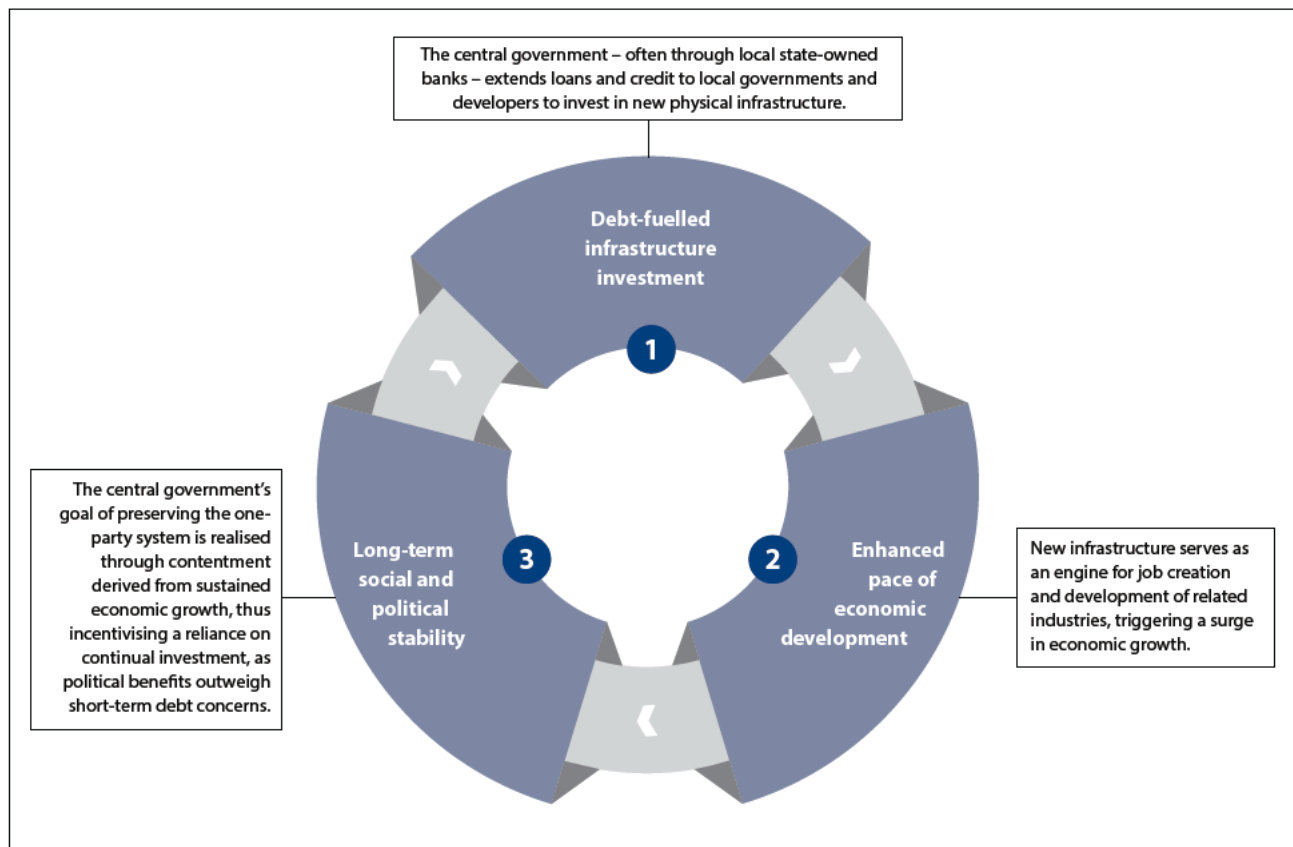 The central government – often through local state-owned
banks – extends loans and credit to local governments and
developers to invest in new physical infrastructure.
Debt-fuelled
infrastructure
investment
1
The central government’s
goal of preserving the one-
party system is realised
through contentment
derived from sustained
economic growth, thus
incentivising a reliance on
continual investment, as
political benefits outweigh
short-term debt concerns.
Long-term
social and
political
stability
3
2
Enhanced
pace of
economic
development
New infrastructure serves as
an engine for job creation
and development of related
industries, triggering a surge
in economic growth.